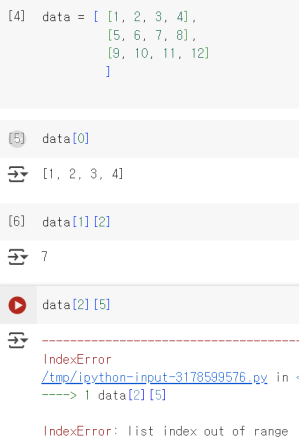 [4] data = [ [1, 2, 3, 4],
[5, 6, 7, 8],
[9, 10, 11, 12]
]
[5] data[0]
[1, 2, 3, 4]
[6] data[1][2]
7
data[2][5]
---------------------------------------
IndexError
/tmp/ipython-input-3178599576.py in <
----> 1 data[2][5]
IndexError: list index out of range